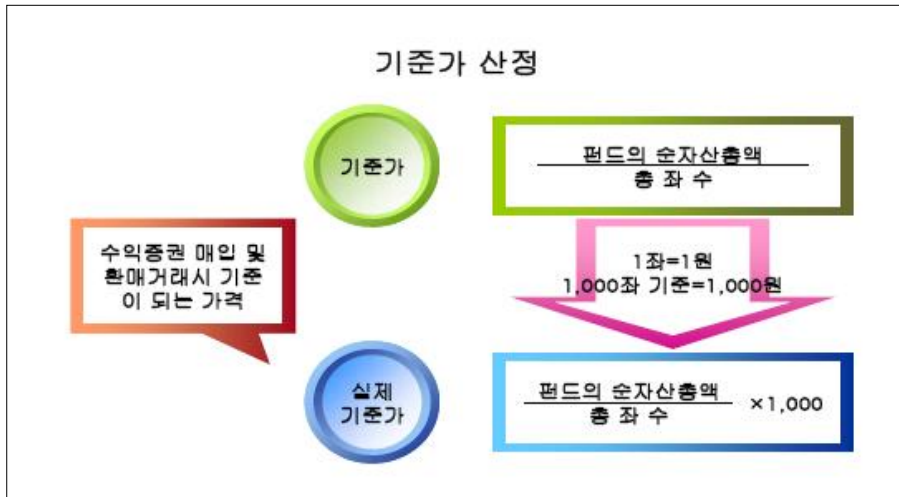 기준가 산정
기준가
펀드의 순자산총액
총 좌 수
수익증권 매입 및
환매거래시 기준
이 되는 가격
1좌=1원
1,000좌 기준=1,000원
실제
기준가
펀드의 순자산총액
총 좌 수
×1,000